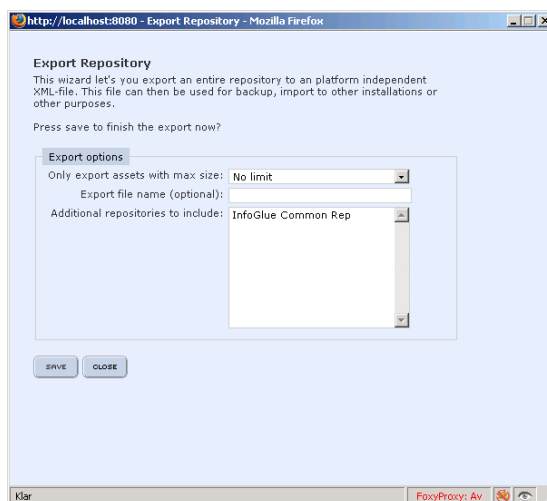 http://localhost:8080 - Export Repository - Mozilla Firefox
Export Repository
This wizard let's you export an entire repository to an platform independent
XML-file. This file can then be used for backup, import to other installations or
other purposes.
Press save to finish the export now?
Export options
Only export assets with max size: No limit
Export file name (optional):
Additional repositories to include: InfoGlue Common Rep
SAVE CLOSE
Klar FoxyProxy: Av